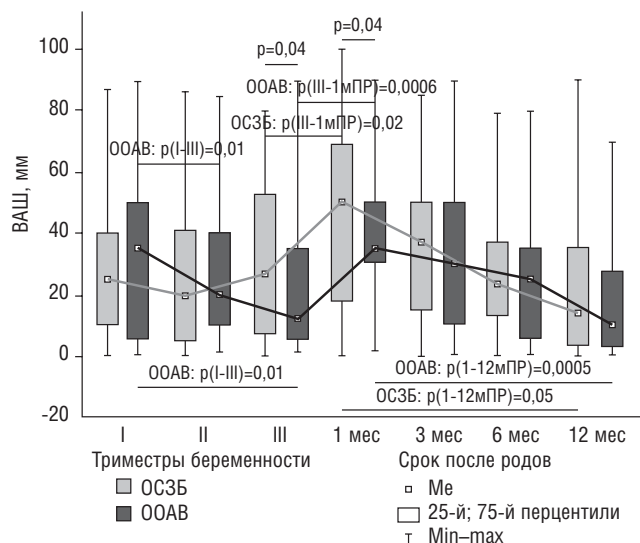 100
80
60
40
20
0
-20
ВАШ, мм
p=0,04
p=0,04
ООАВ: p(III-1мПР)=0,0006
ОСЗБ: p(III-1мПР)=0,02
ООАВ: p(I-III)=0,01
ООАВ: p(1-12мПР)=0,0005
ООАВ: p(I-III)=0,01
ОСЗБ: p(1-12мПР)=0,05
I II III 1 мес 3 мес 6 мес 12 мес
Триместры беременности
Срок после родов
ОСЗБ
ООАВ
Me
25-й; 75-й перцентили
Min–max